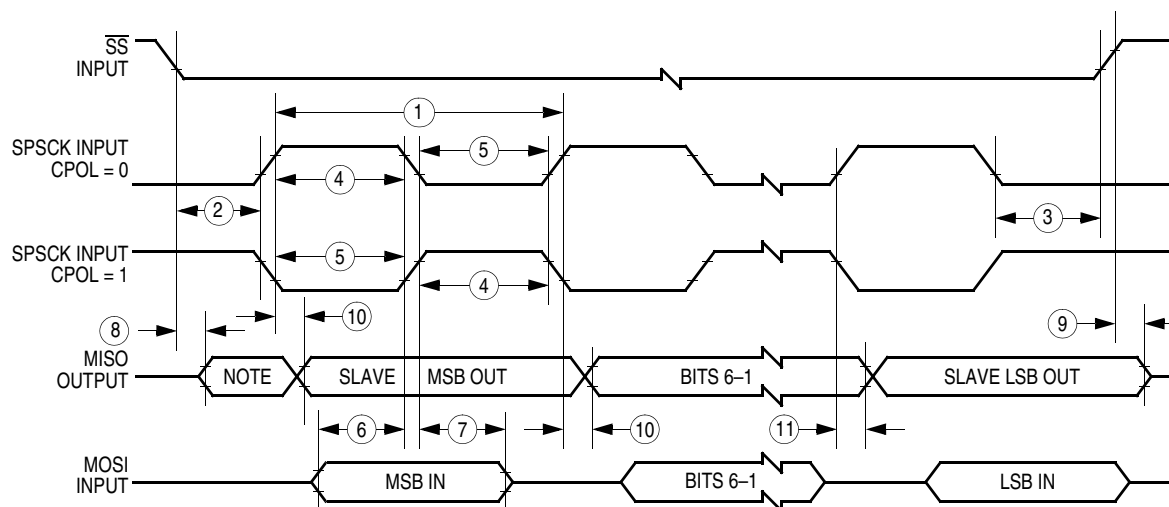 SS
INPUT
1
SPSCK INPUT
CPOL = 0
5
4
2
3
SPSCK INPUT
CPOL = 1
5
4
8
10
9
MISO
OUTPUT
NOTE
SLAVE
MSB OUT
BITS 6–1
SLAVE LSB OUT
6
7
10
11
MOSI
INPUT
MSB IN
BITS 6–1
LSB IN